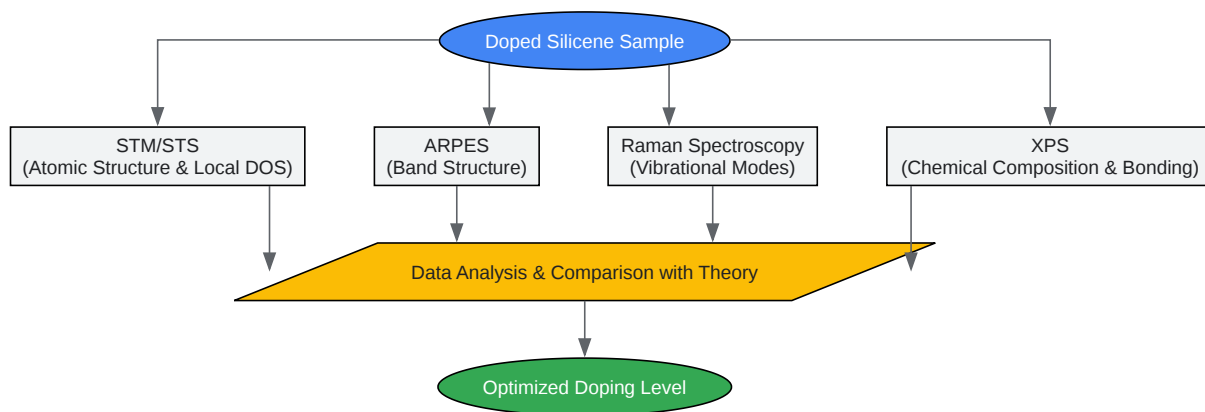 Doped Silicene Sample
STM/STS
(Atomic Structure & Local DOS)
ARPES
(Band Structure)
Raman Spectroscopy
(Vibrational Modes)
XPS
(Chemical Composition & Bonding)
Data Analysis & Comparison with Theory
Optimized Doping Level